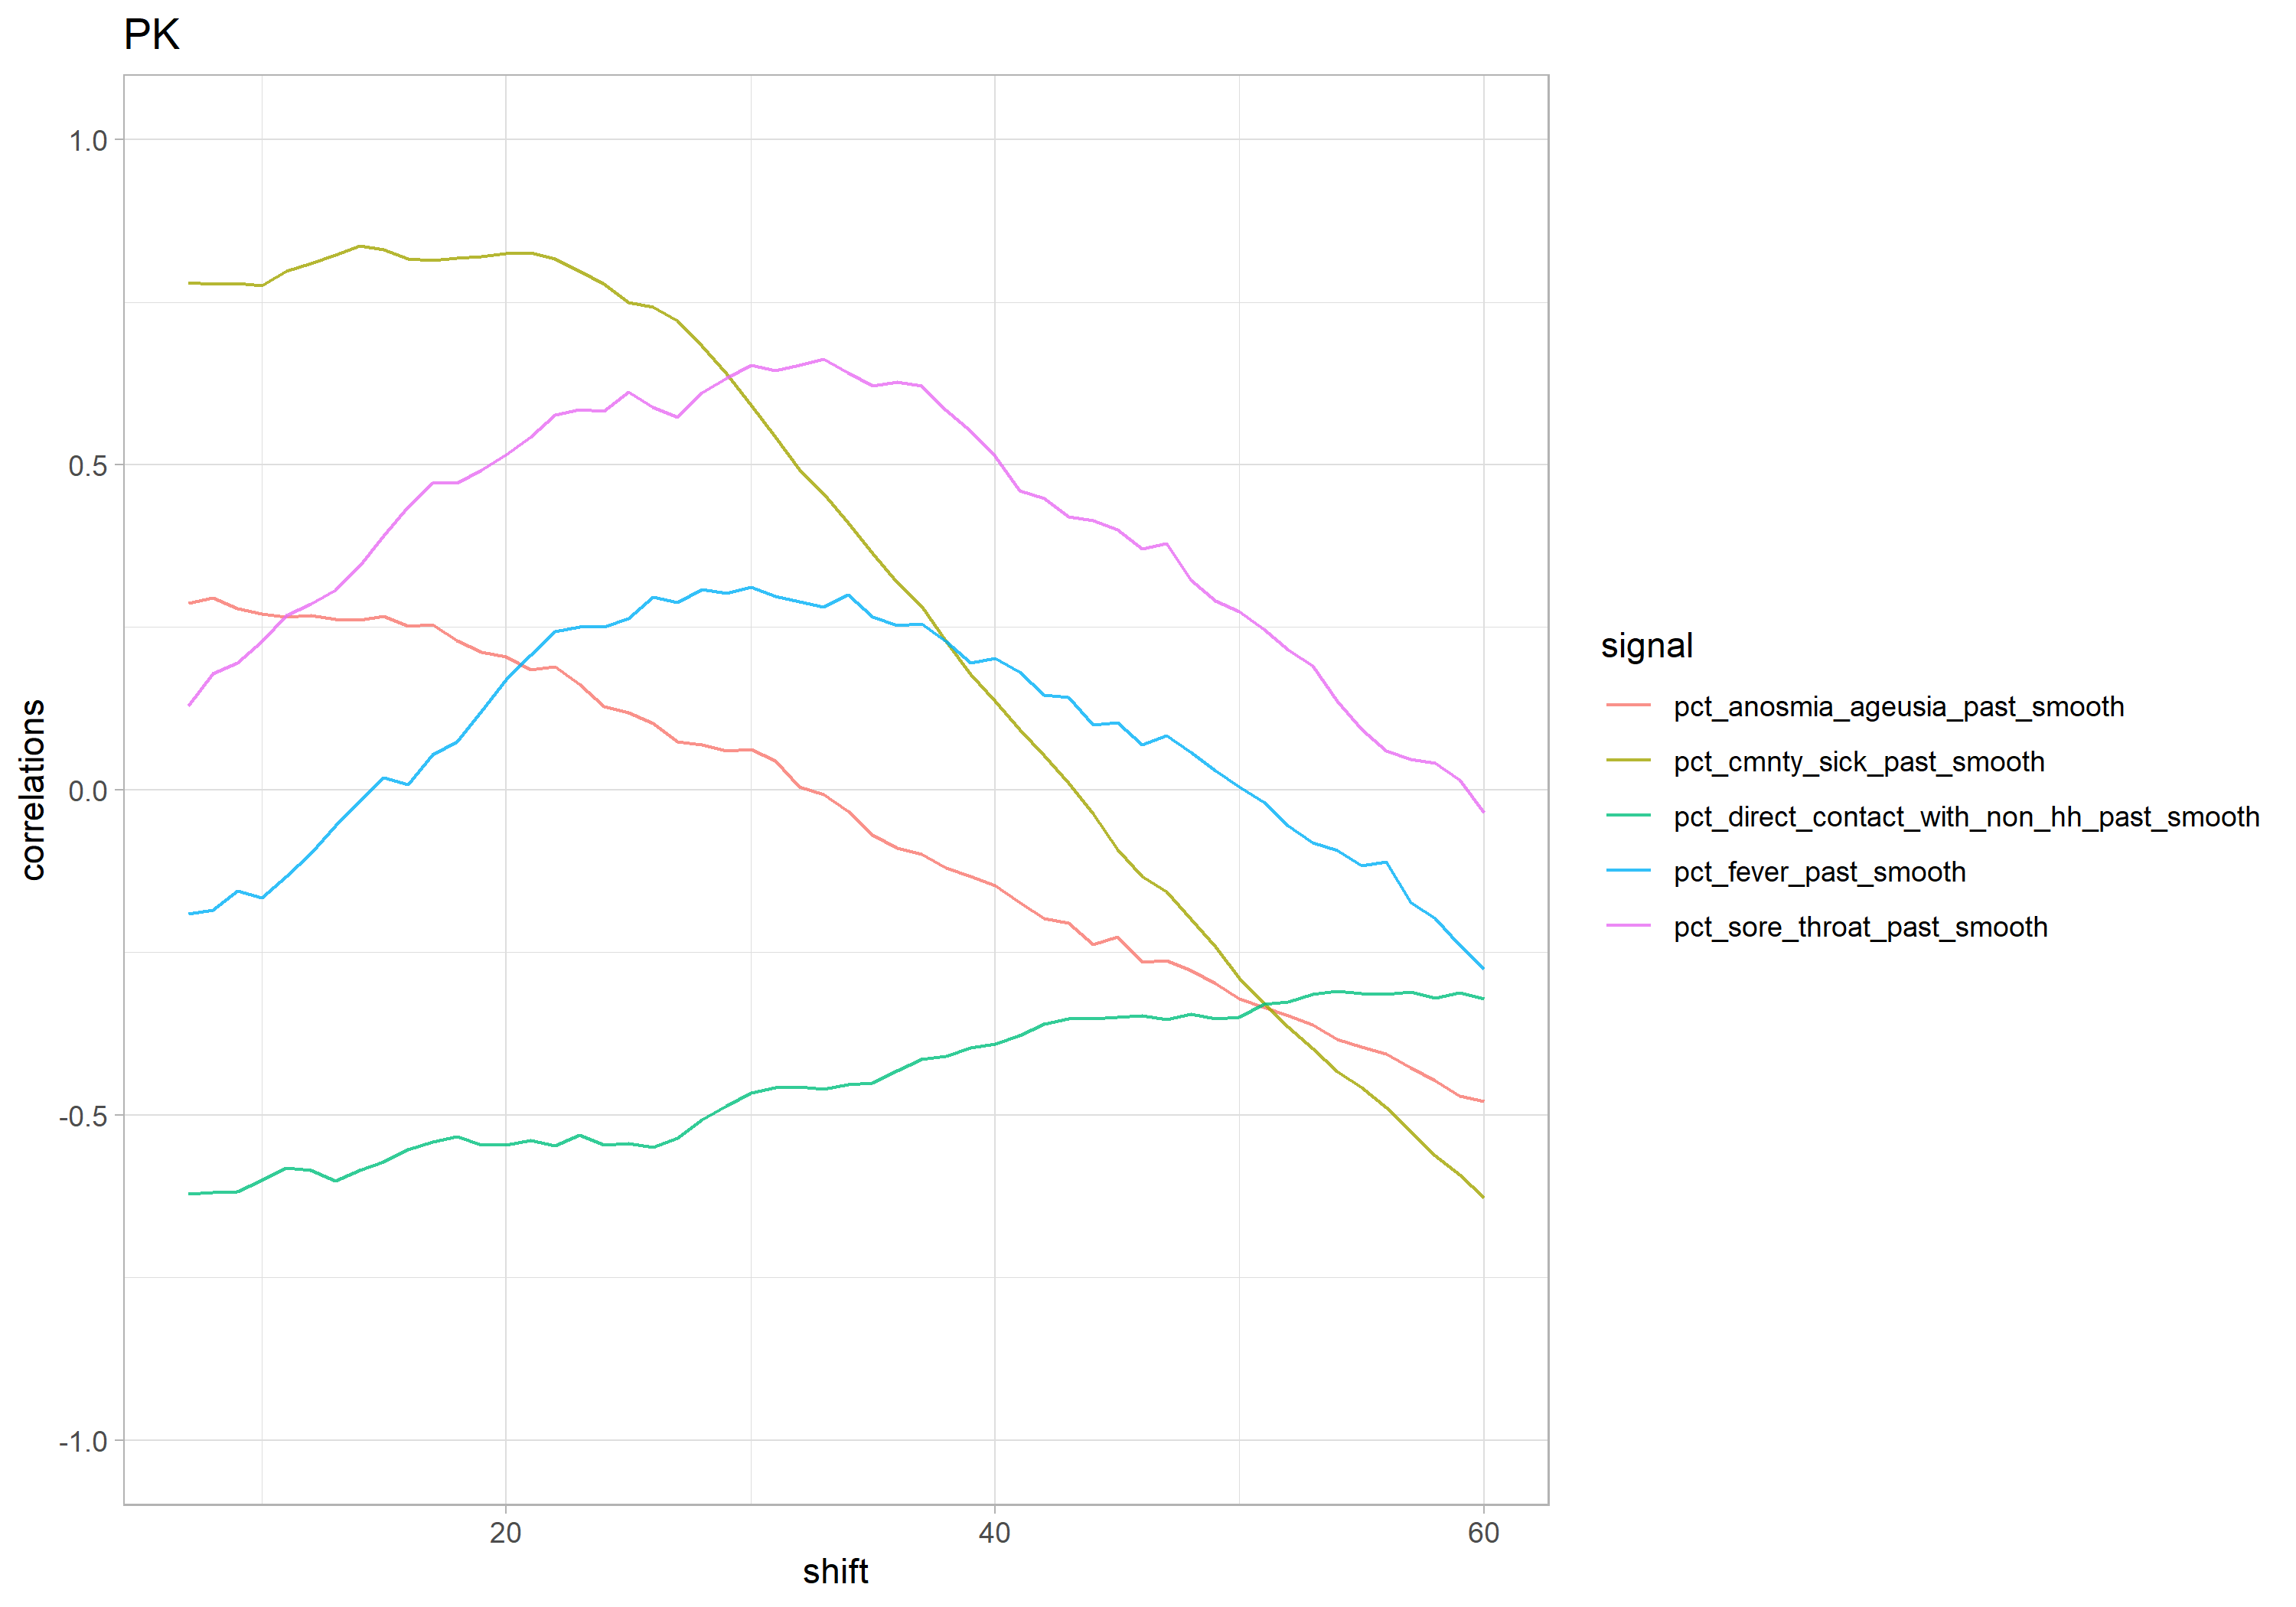 PK
1.0
0.5
0.0
-0.5
-1.0
correlations
20 40 60
shift
signal
pct_anosmia_ageusia_past_smooth
pct_cmnty_sick_past_smooth
pct_direct_contact_with_non_hh_past_smooth
pct_fever_past_smooth
pct_sore_throat_past_smooth